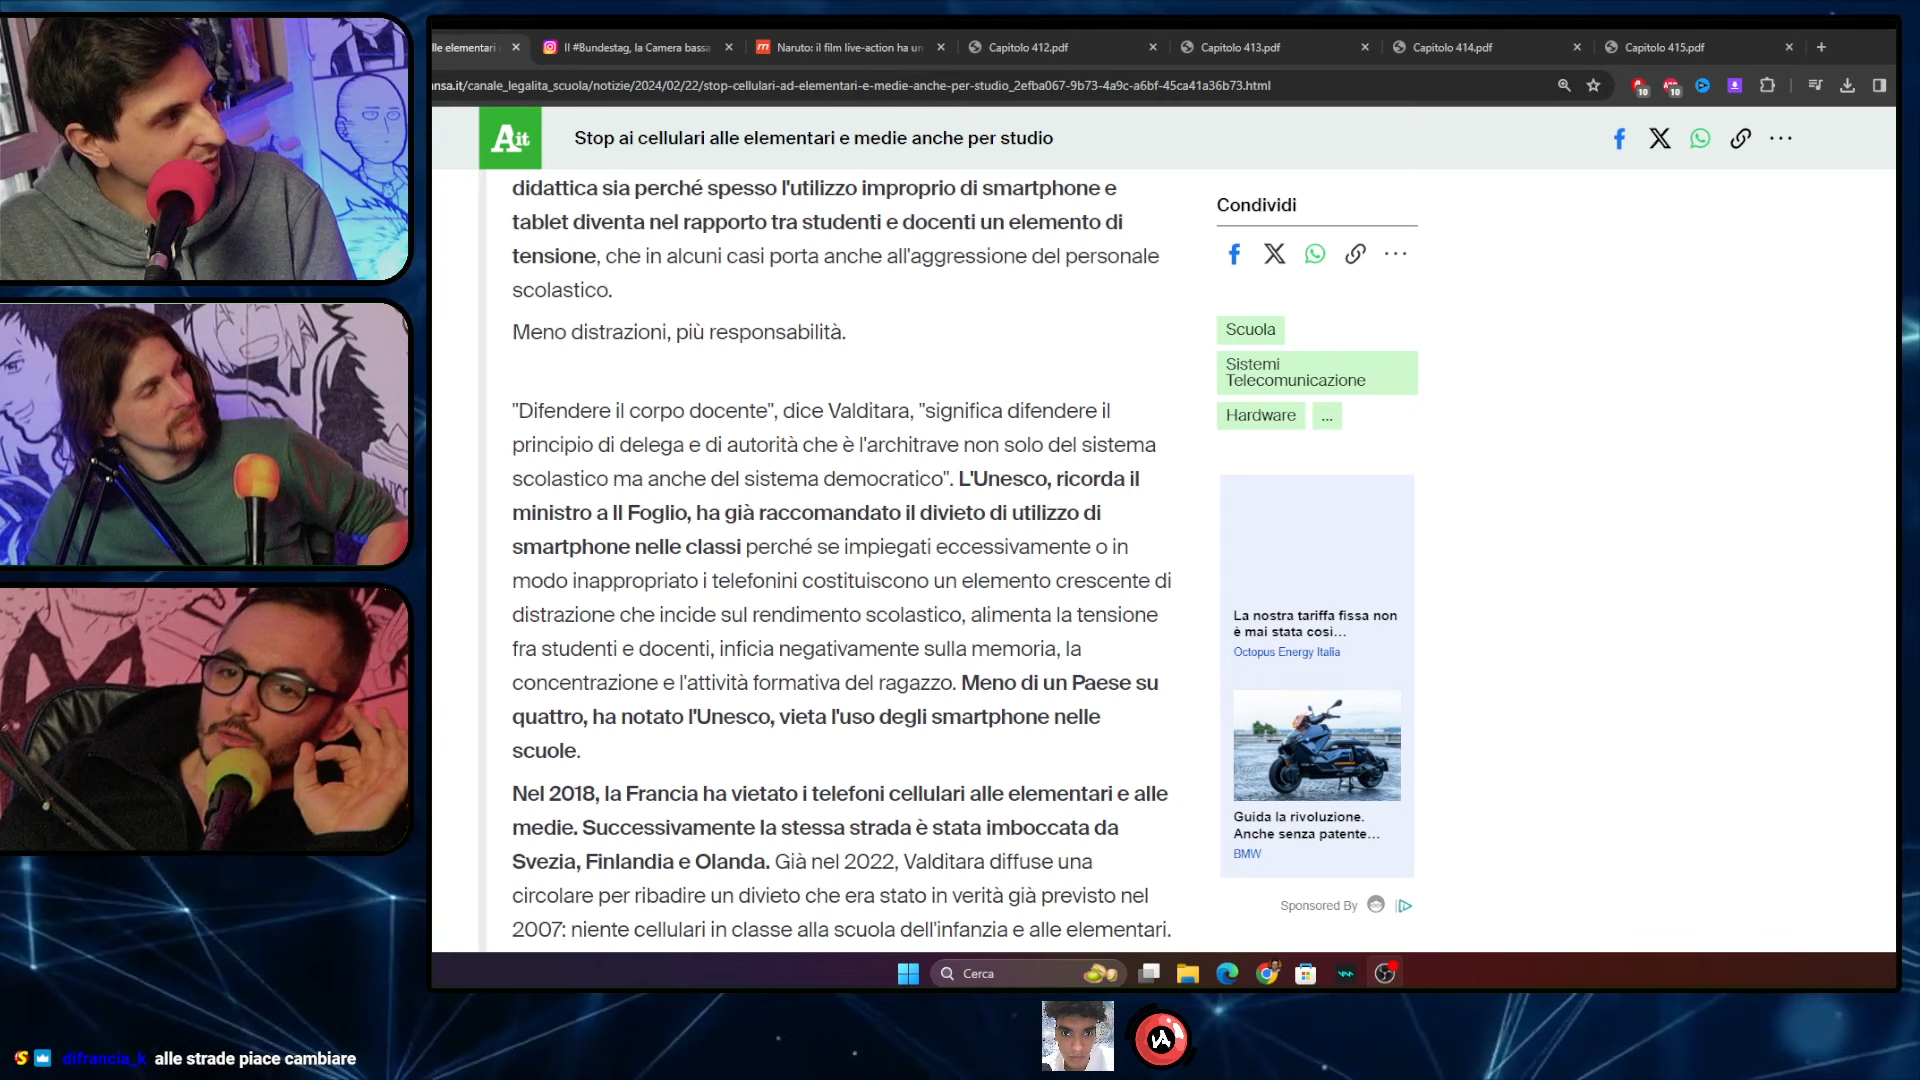 lle elementari
Il #Bundestag, la Camera bassa
Naruto: il film live-action ha un
Capitolo 412.pdf
Capitolo 413.pdf
Capitolo 414.pdf
Capitolo 415.pdf
ansa.it/canale_legalita_scuola/notizie/2024/02/22/stop-cellulari-ad-elementari-e-medie-anche-per-studio_2efba067-9b73-4a9c-a6bf-45ca41a36b73.html
10
10
Ait
Stop ai cellulari alle elementari e medie anche per studio
didattica sia perché spesso l'utilizzo improprio di smartphone e
tablet diventa nel rapporto tra studenti e docenti un elemento di
tensione, che in alcuni casi porta anche all'aggressione del personale
scolastico.
Meno distrazioni, più responsabilità.
"Difendere il corpo docente", dice Valditara, "significa difendere il
principio di delega e di autorità che è l'architrave non solo del sistema
scolastico ma anche del sistema democratico". L'Unesco, ricorda il
ministro a Il Foglio, ha già raccomandato il divieto di utilizzo di
smartphone nelle classi perché se impiegati eccessivamente o in
modo inappropriato i telefonini costituiscono un elemento crescente di
distrazione che incide sul rendimento scolastico, alimenta la tensione
fra studenti e docenti, inficia negativamente sulla memoria, la
concentrazione e l'attività formativa del ragazzo. Meno di un Paese su
quattro, ha notato l'Unesco, vieta l'uso degli smartphone nelle
scuole.
Nel 2018, la Francia ha vietato i telefoni cellulari alle elementari e alle
medie. Successivamente la stessa strada è stata imboccata da
Svezia, Finlandia e Olanda. Già nel 2022, Valditara diffuse una
circolare per ribadire un divieto che era stato in verità già previsto nel
2007: niente cellulari in classe alla scuola dell'infanzia e alle elementari.
Condividi
Scuola
Sistemi
Telecomunicazione
Hardware
...
La nostra tariffa fissa non
è mai stata così...
Octopus Energy Italia
Guida la rivoluzione.
Anche senza patente...
BMW
Sponsored By
Cerca
difrancia_k alle strade piace cambiare